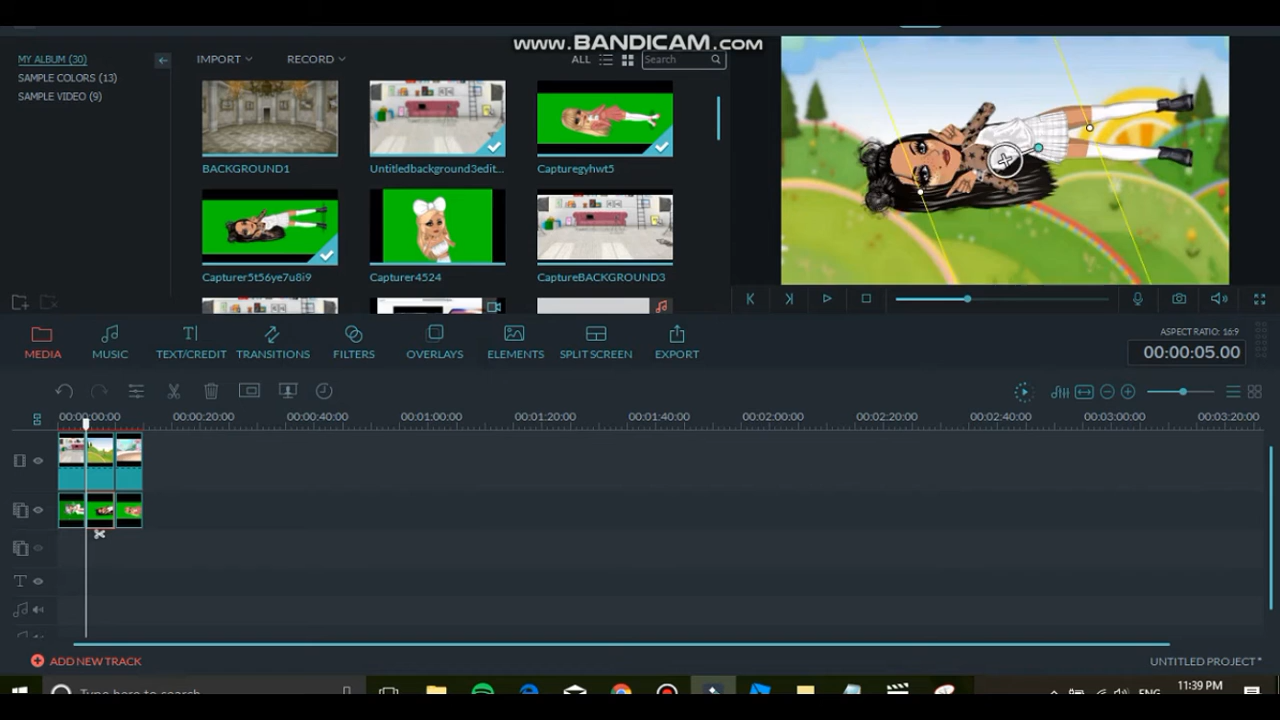 www.BANDICAM.com
MY ALBUM (30)
SAMPLE COLORS (13)
SAMPLE VIDEO (9)
IMPORT
RECORD
ALL
Search
BACKGROUND1
Untitledbackground3edit...
Capturegyhwt5
Capturer5t56ye7u8i9
Capturer4524
CaptureBACKGROUND3
MEDIA
MUSIC
TEXT/CREDIT
TRANSITIONS
FILTERS
OVERLAYS
ELEMENTS
SPLIT SCREEN
EXPORT
ASPECT RATIO: 16:9
00:00:05.00
00:00:00:00
00:00:20:00
00:00:40:00
00:01:00:00
00:01:20:00
00:01:40:00
00:02:00:00
00:02:20:00
00:02:40:00
00:03:00:00
00:03:20:00
ADD NEW TRACK
UNTITLED PROJECT*
Type here to search
ENG
11:39 PM